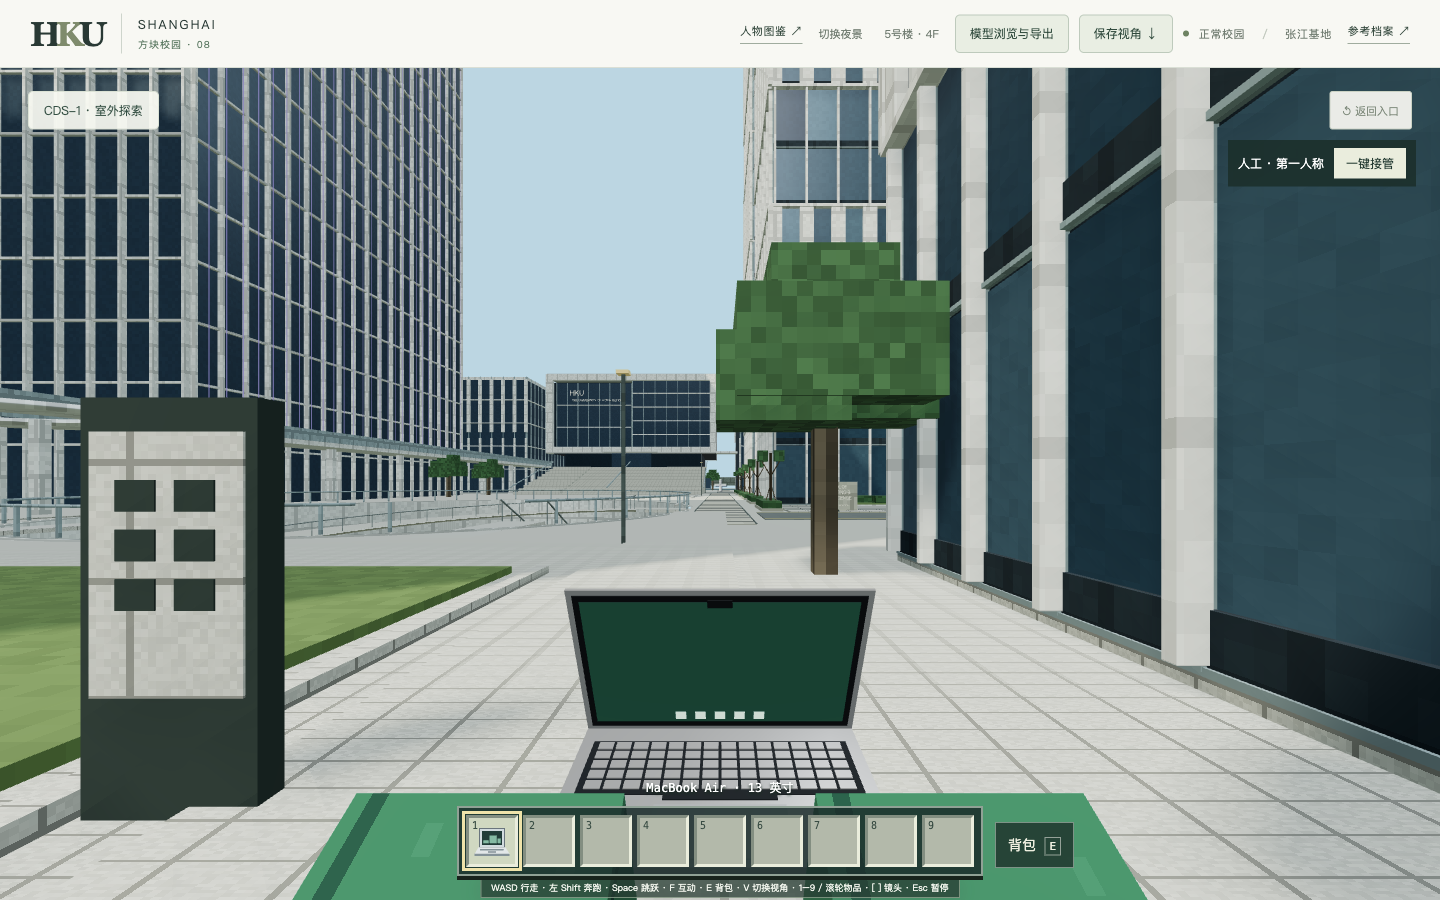 HKU
SHANGHAI
方块校园 · 08
人物图鉴 ↗
切换夜景
5号楼 · 4F
模型浏览与导出
保存视角 ↓
正常校园
/
张江基地
参考档案 ↗
CDS–1 · 室外探索
↺ 返回入口
人工 · 第一人称
一键接管
HKU
MacBook Air · 13 英寸
1
2
3
4
5
6
7
8
9
背包 E
WASD 行走 · 左 Shift 奔跑 · Space 跳跃 · F 互动 · E 背包 · V 切换视角 · 1–9 / 滚轮物品 · [ ] 镜头 · Esc 暂停